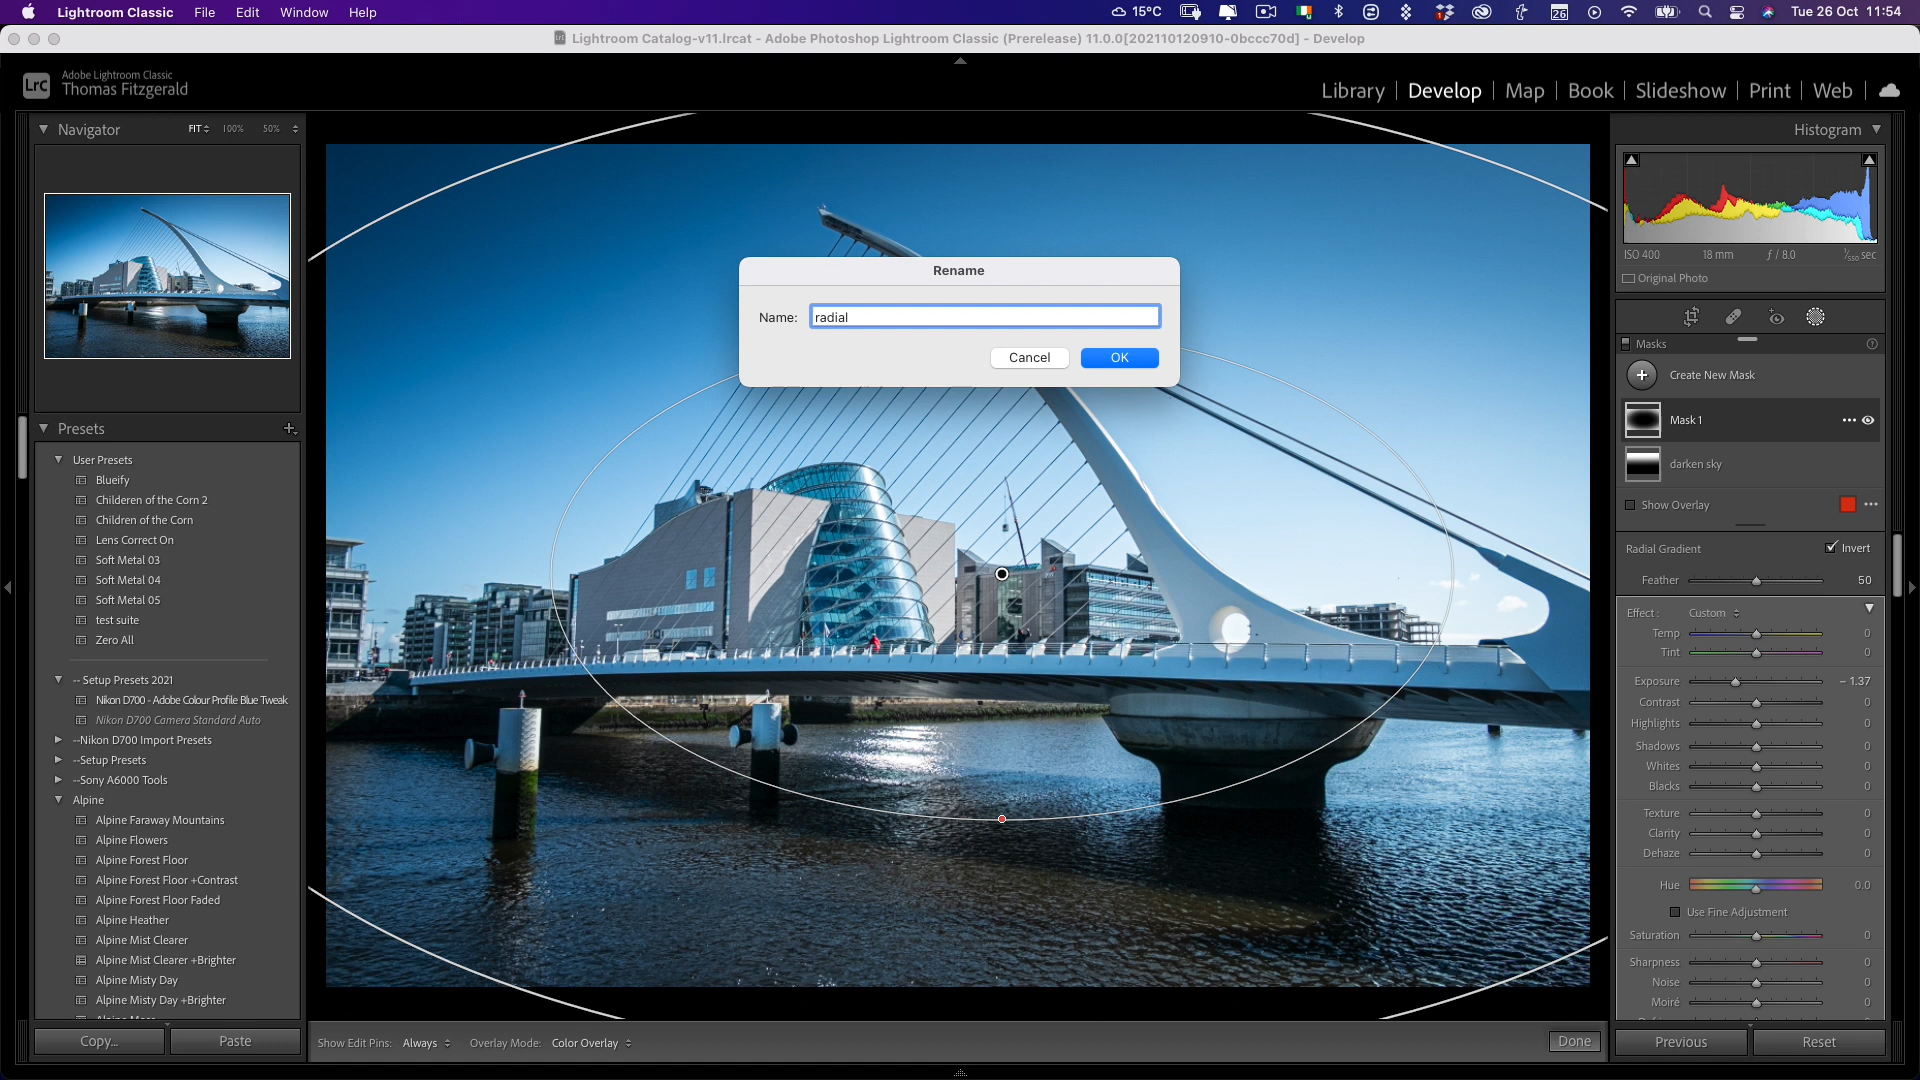 Lightroom Classic File Edit Window Help 15°C 26 Tue 26 Oct 11:54
Lightroom Catalog-v11.lrcat - Adobe Photoshop Lightroom Classic (Prerelease) 11.0.0[202110120910-0bccc70d] - Develop
LrC
Adobe Lightroom Classic
Thomas Fitzgerald
Library Develop Map Book Slideshow Print Web
Navigator FIT 100% 50%
Presets
User Presets
Blueify
Childeren of the Corn 2
Children of the Corn
Lens Correct On
Soft Metal 03
Soft Metal 04
Soft Metal 05
test suite
Zero All
-- Setup Presets 2021
Nikon D700 - Adobe Colour Profile Blue Tweak
Nikon D700 Camera Standard Auto
--Nikon D700 Import Presets
--Setup Presets
--Sony A6000 Tools
Alpine
Alpine Faraway Mountains
Alpine Flowers
Alpine Forest Floor
Alpine Forest Floor +Contrast
Alpine Forest Floor Faded
Alpine Heather
Alpine Mist Clearer
Alpine Mist Clearer +Brighter
Alpine Misty Day
Alpine Misty Day +Brighter
Copy... Paste
Rename
Name: radial
Cancel OK
Show Edit Pins: Always Overlay Mode: Color Overlay Done
Histogram
ISO 400 18 mm ƒ / 8.0 1/550 sec
Original Photo
Masks
Create New Mask
Mask 1
darken sky
Show Overlay
Radial Gradient Invert
Feather 50
Effect : Custom
Temp 0
Tint 0
Exposure – 1.37
Contrast 0
Highlights 0
Shadows 0
Whites 0
Blacks 0
Texture 0
Clarity 0
Dehaze 0
Hue 0.0
Use Fine Adjustment
Saturation 0
Sharpness 0
Noise 0
Moiré 0
Previous Reset